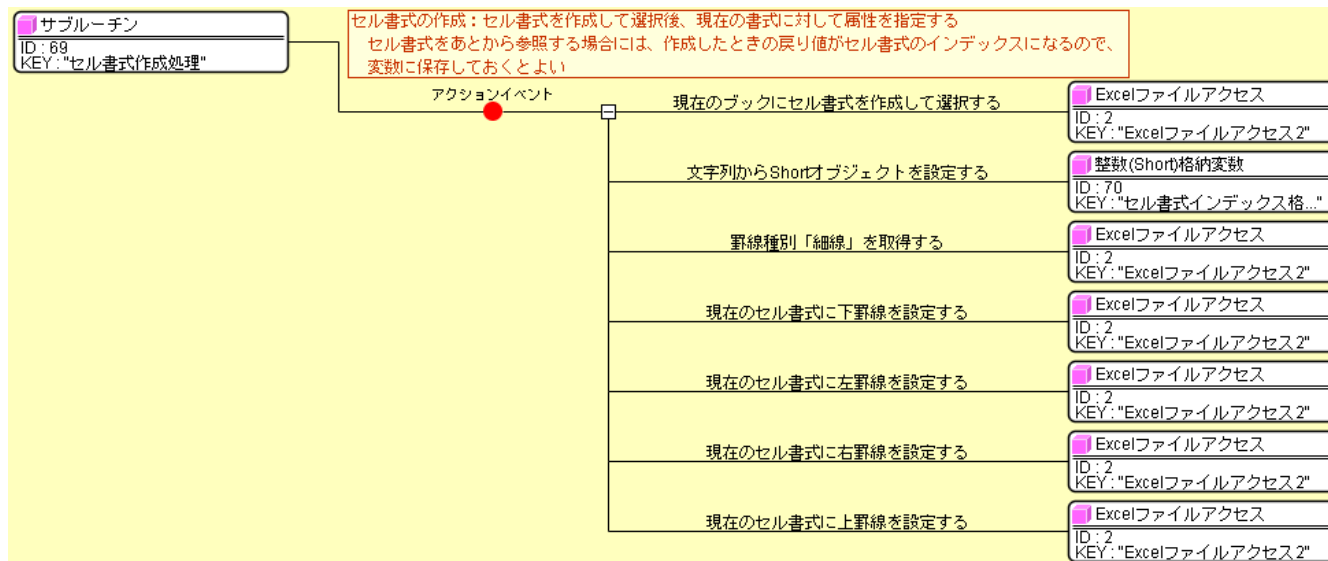 サブルーチン
ID : 69
KEY : "セル書式作成処理"
セル書式の作成：セル書式を作成して選択後、現在の書式に対して属性を指定する
セル書式をあとから参照する場合には、作成したときの戻り値がセル書式のインデックスになるので、
変数に保存しておくとよい
アクションイベント
現在のブックにセル書式を作成して選択する
Excelファイルアクセス
ID : 2
KEY : "Excelファイルアクセス2"
文字列からShortオブジェクトを設定する
整数(Short)格納変数
ID : 70
KEY : "セル書式インデックス格..."
罫線種別「細線」を取得する
Excelファイルアクセス
ID : 2
KEY : "Excelファイルアクセス2"
現在のセル書式に下罫線を設定する
Excelファイルアクセス
ID : 2
KEY : "Excelファイルアクセス2"
現在のセル書式に左罫線を設定する
Excelファイルアクセス
ID : 2
KEY : "Excelファイルアクセス2"
現在のセル書式に右罫線を設定する
Excelファイルアクセス
ID : 2
KEY : "Excelファイルアクセス2"
現在のセル書式に上罫線を設定する
Excelファイルアクセス
ID : 2
KEY : "Excelファイルアクセス2"